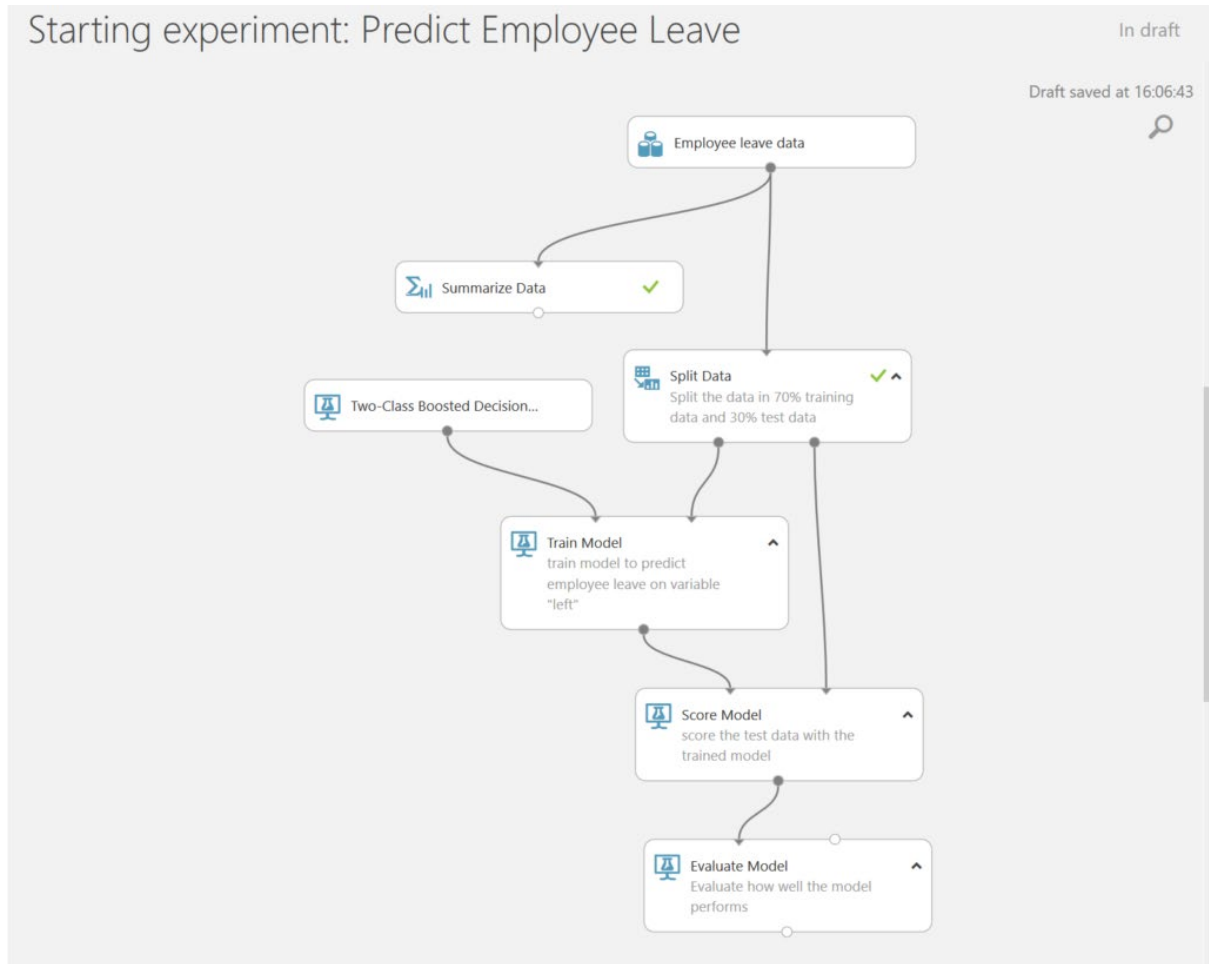 Starting experiment: Predict Employee Leave
In draft
Draft saved at 16:06:43
Employee leave data
Summarize Data
Split Data
Split the data in 70% training
data and 30% test data
Two-Class Boosted Decision...
Train Model
train model to predict
employee leave on variable
"left"
Score Model
score the test data with the
trained model
Evaluate Model
Evaluate how well the model
performs